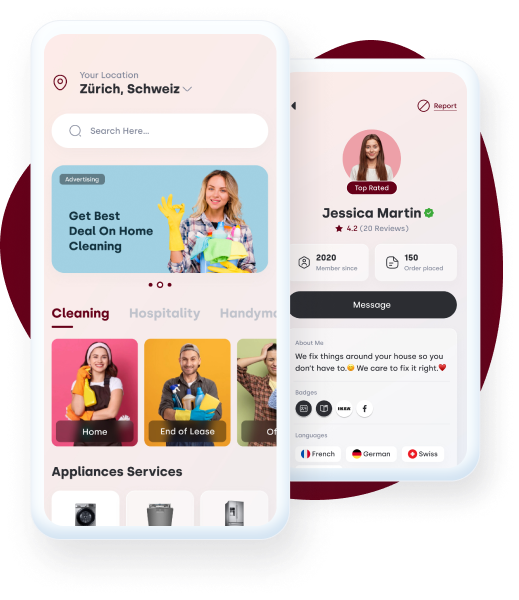 Your Location
Zürich, Schweiz
Search Here...
Advertising
Get Best
Deal On Home
Cleaning
Cleaning
Hospitality
Handyma
Home
End of Lease
Of
Appliances Services
Report
Top Rated
Jessica Martin
4.2 (20 Reviews)
2020
Member since
150
Order placed
Message
About Me
We fix things around your house so you
don't have to.😊 We care to fix it right.❤️
Badges
IKEA
f
Languages
French
German
Swiss